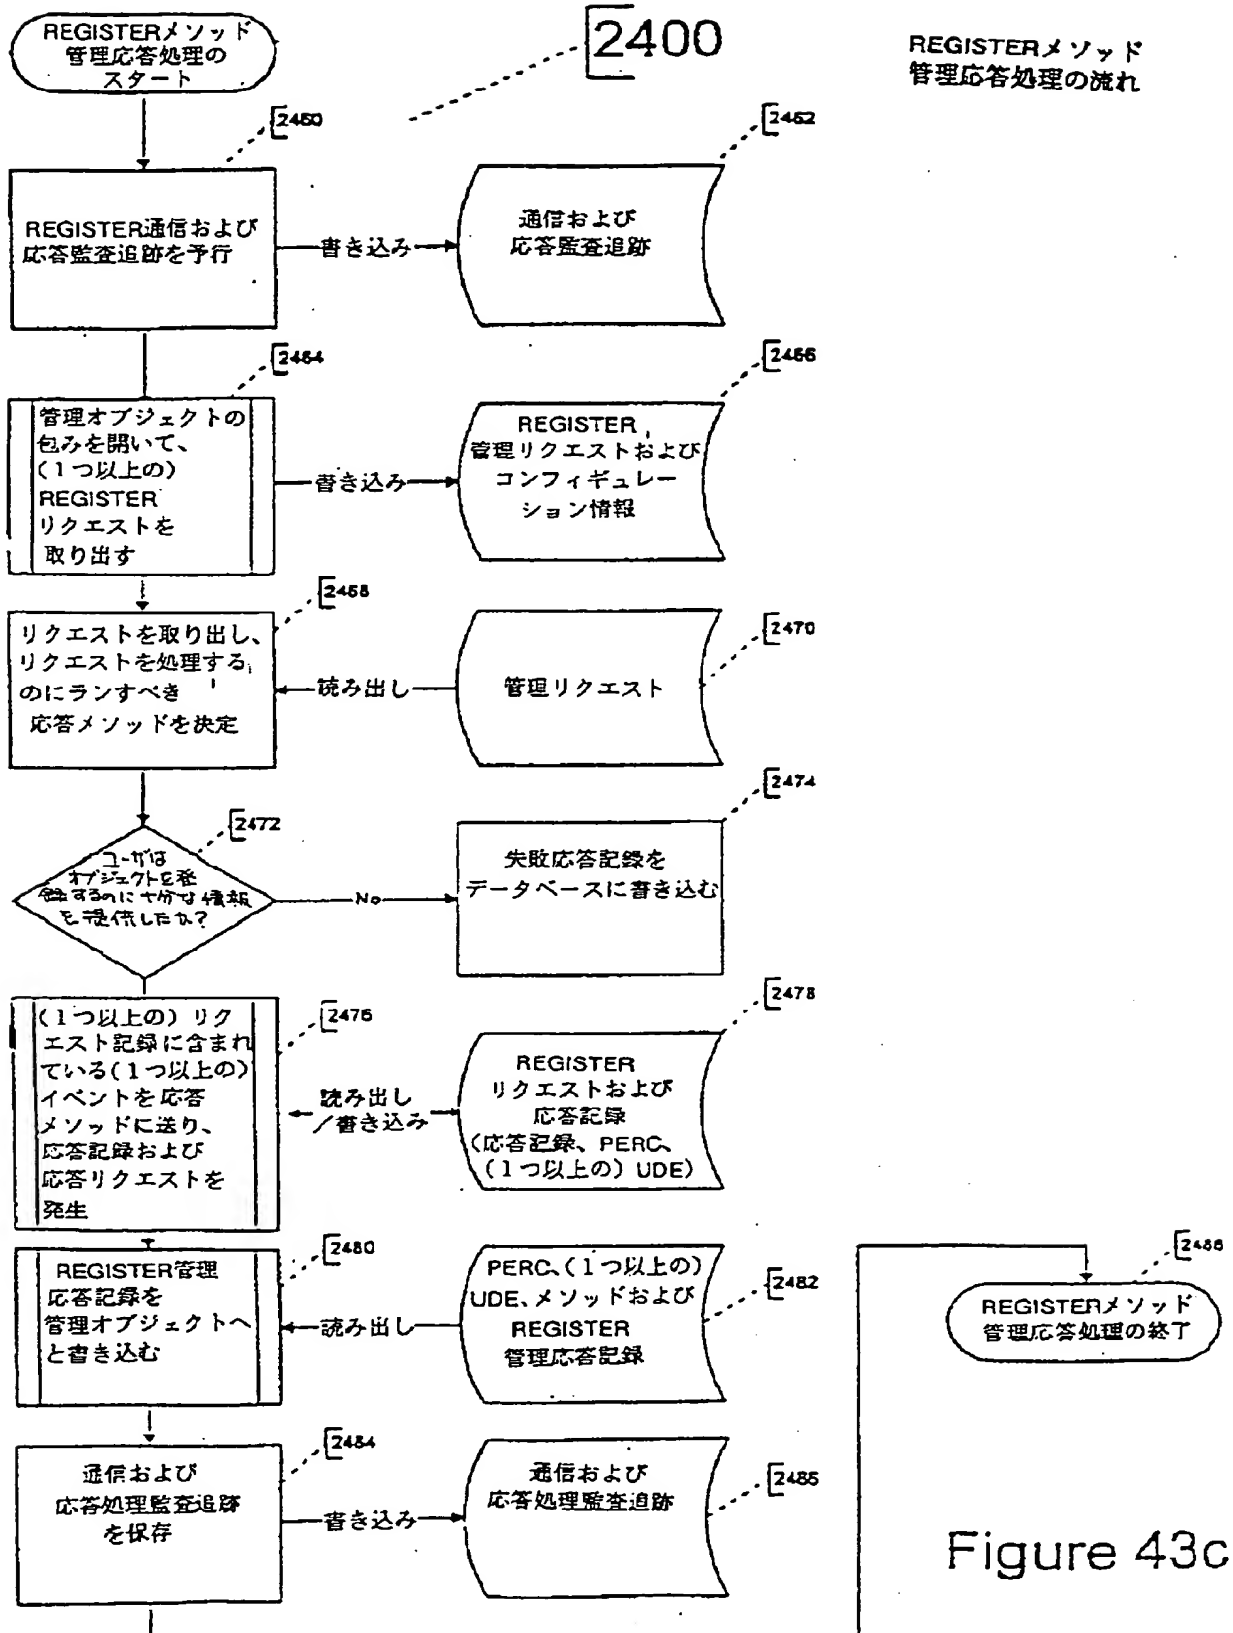 REGISTERメソッド
管理応答処理の
スタート
2400
REGISTERメソッド
管理応答処理の流れ
2460
2462
REGISTER通信および
応答監査追跡を予行
書き込み
通信および
応答監査追跡
2464
2466
管理オブジェクトの
包みを開いて、
(1つ以上の)
REGISTER
リクエストを
取り出す
書き込み
REGISTER,
管理リクエストおよび
コンフィギュレー
ション情報
2468
2470
リクエストを取り出し、
リクエストを処理する
のにランすべき
応答メソッドを決定
読み出し
管理リクエスト
2472
2474
ユーザは
オブジェクトを登
録するのに十分な情報
を提供したか?
No
失敗応答記録を
データベースに書き込む
2476
2478
(1つ以上の)リク
エスト記録に含まれ
ている(1つ以上の)
イベントを応答
メソッドに送り、
応答記録および
応答リクエストを
発生
読み出し
/書き込み
REGISTER
リクエストおよび
応答記録
(応答記録、PERC、
(1つ以上の)UDE)
2480
2482
REGISTER管理
応答記録を
管理オブジェクトへ
と書き込む
読み出し
PERC、(1つ以上の)
UDE、メソッドおよび
REGISTER
管理応答記録
2488
REGISTERメソッド
管理応答処理の終了
2484
2486
通信および
応答処理監査追跡
を保存
書き込み
通信および
応答処理監査追跡
Figure 43c